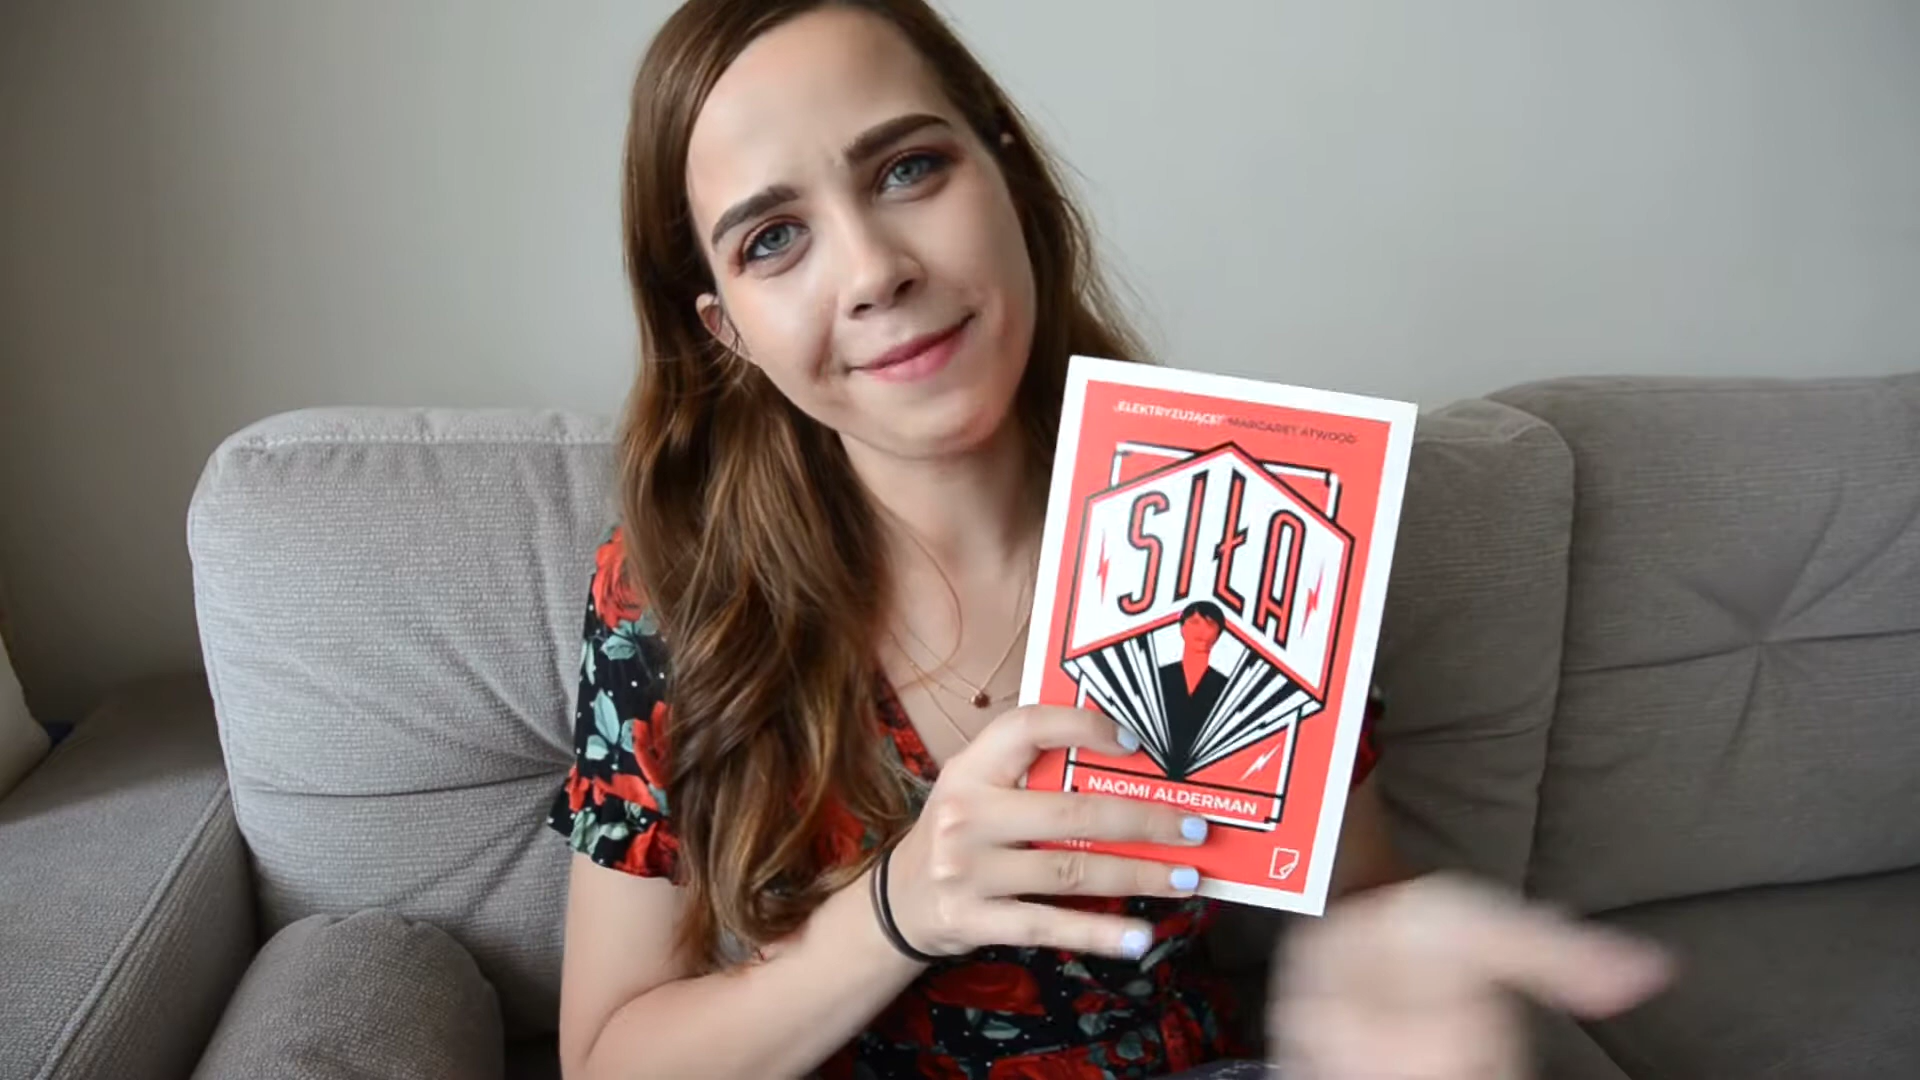 „ELEKTRYZUJĄCE!” MARGARET ATWOOD
SIŁA
NAOMI ALDERMAN